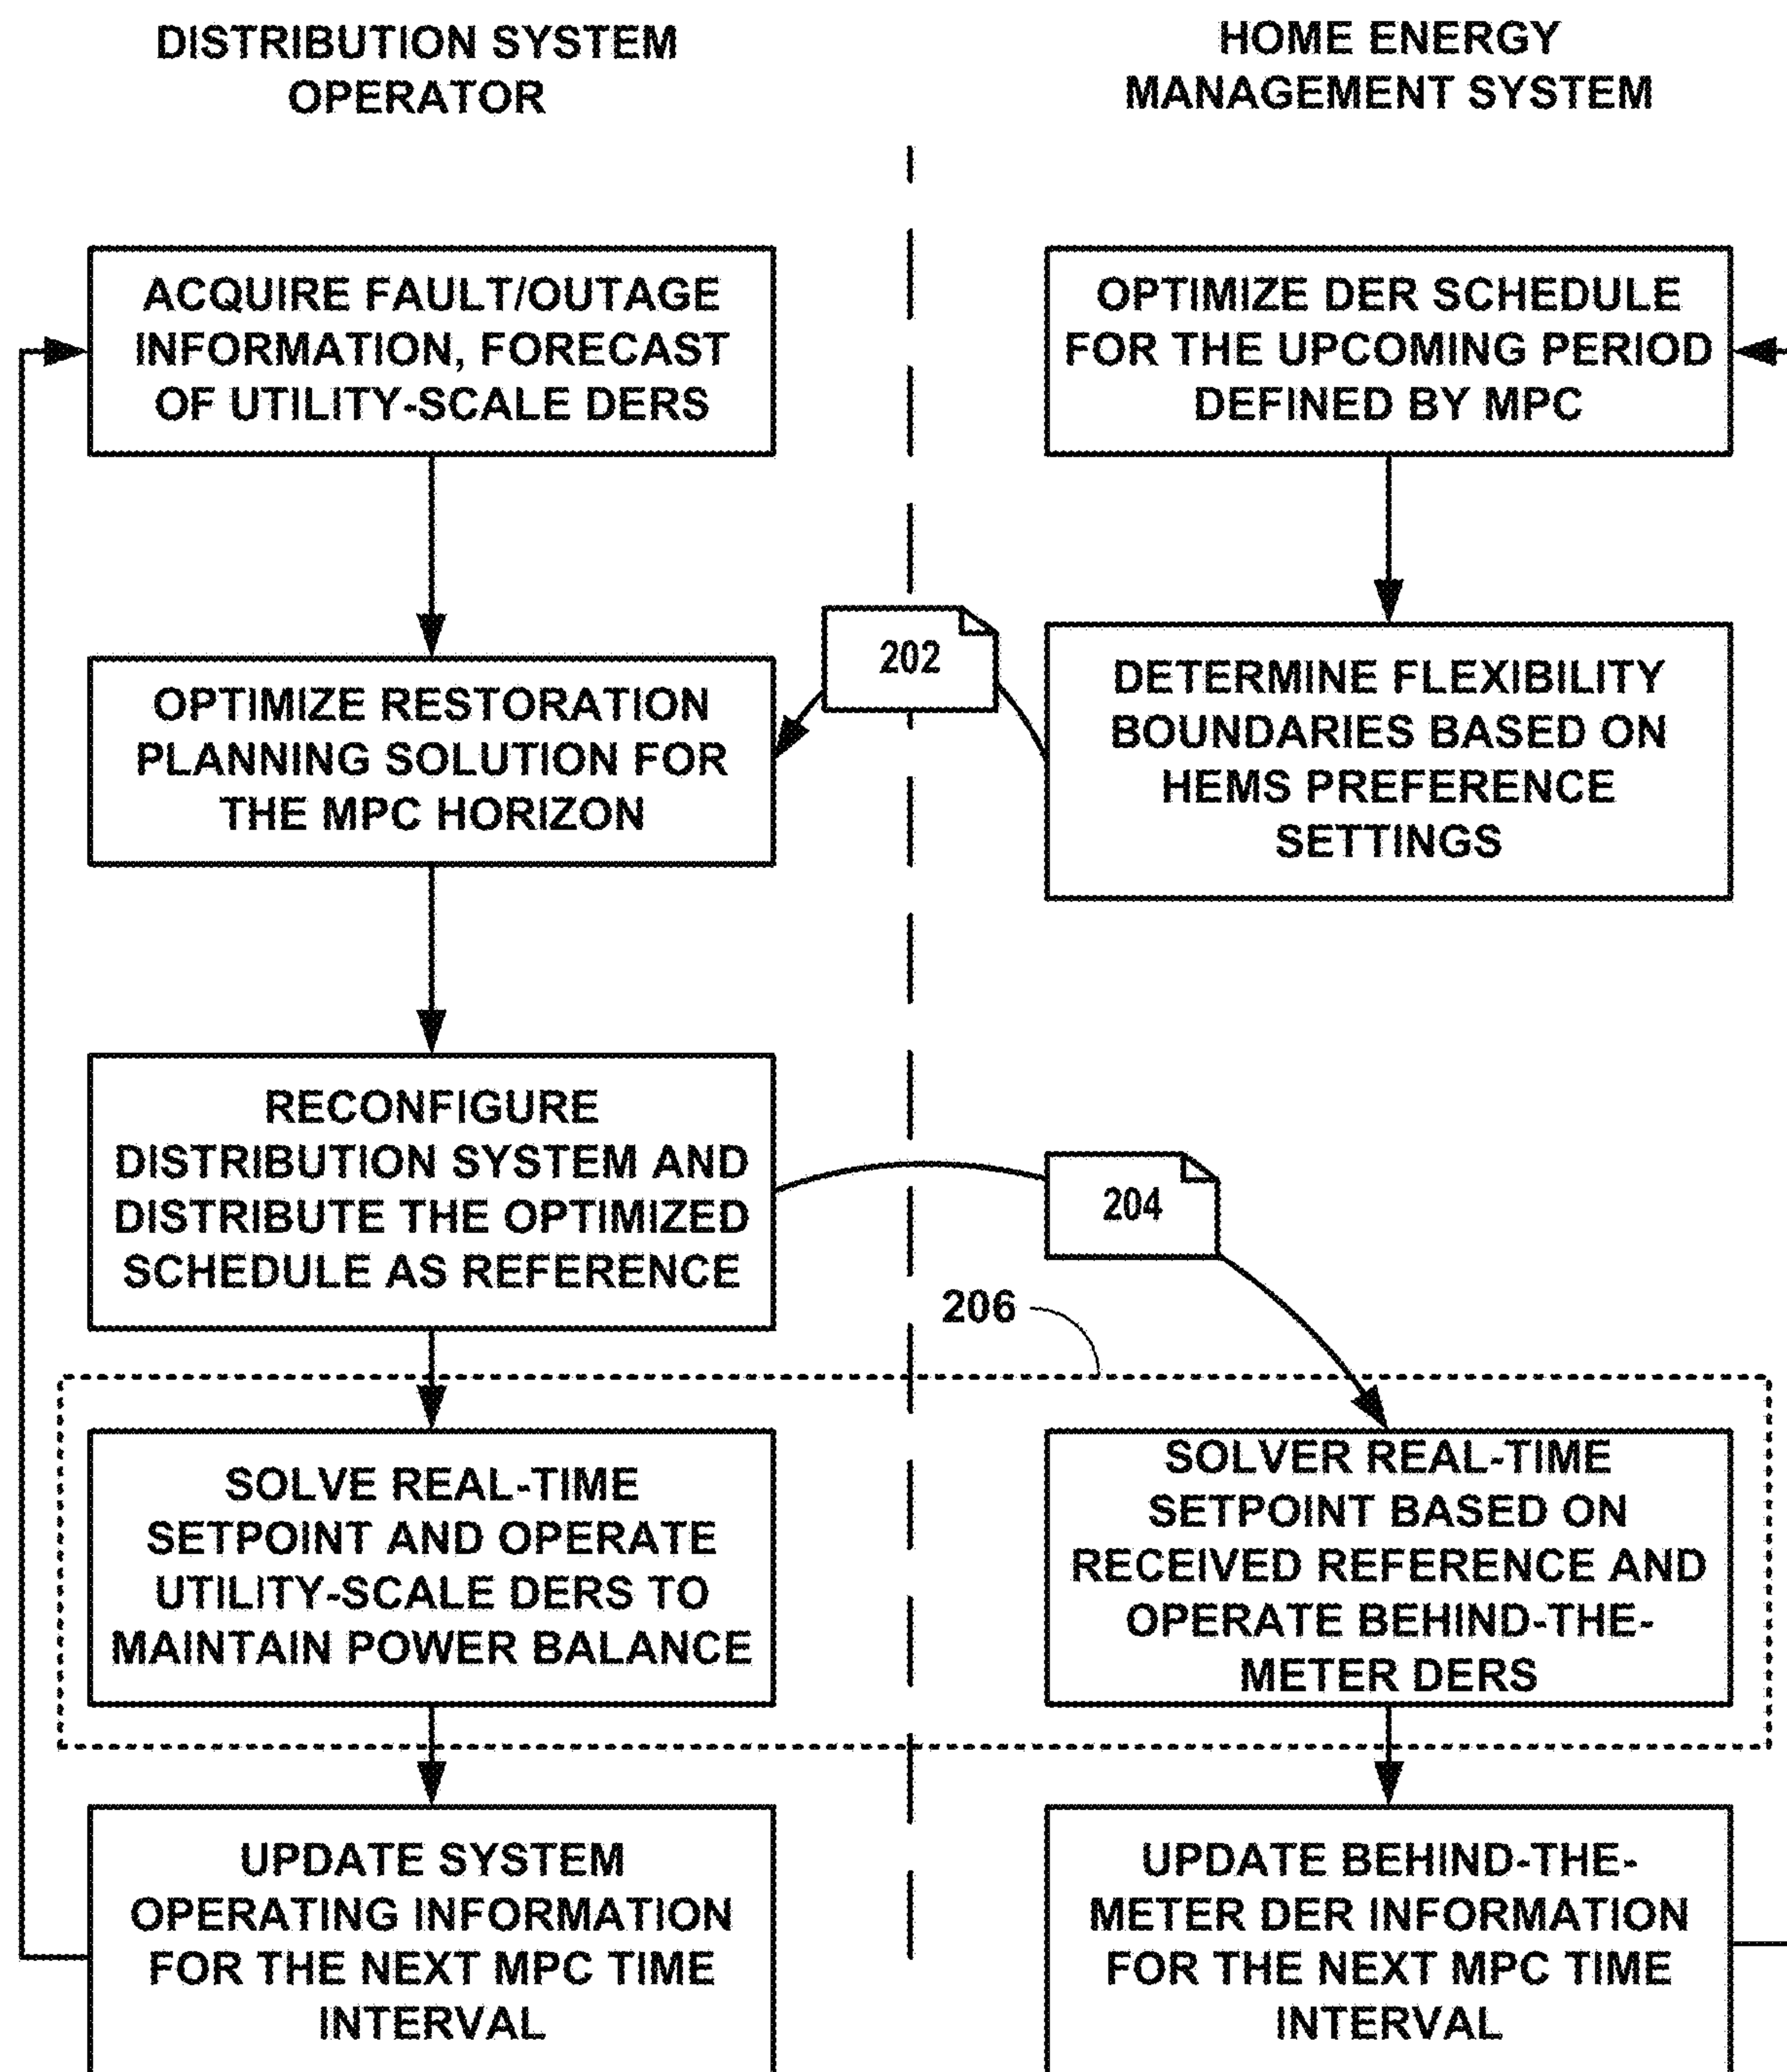 DISTRIBUTION SYSTEM
OPERATOR
HOME ENERGY
MANAGEMENT SYSTEM
ACQUIRE FAULT/OUTAGE
INFORMATION, FORECAST
OF UTILITY-SCALE DERS
OPTIMIZE DER SCHEDULE
FOR THE UPCOMING PERIOD
DEFINED BY MPC
202
OPTIMIZE RESTORATION
PLANNING SOLUTION FOR
THE MPC HORIZON
DETERMINE FLEXIBILITY
BOUNDARIES BASED ON
HEMS PREFERENCE
SETTINGS
RECONFIGURE
DISTRIBUTION SYSTEM AND
DISTRIBUTE THE OPTIMIZED
SCHEDULE AS REFERENCE
204
206
SOLVE REAL-TIME
SETPOINT AND OPERATE
UTILITY-SCALE DERS TO
MAINTAIN POWER BALANCE
SOLVER REAL-TIME
SETPOINT BASED ON
RECEIVED REFERENCE AND
OPERATE BEHIND-THE-
METER DERS
UPDATE SYSTEM
OPERATING INFORMATION
FOR THE NEXT MPC TIME
INTERVAL
UPDATE BEHIND-THE-
METER DER INFORMATION
FOR THE NEXT MPC TIME
INTERVAL